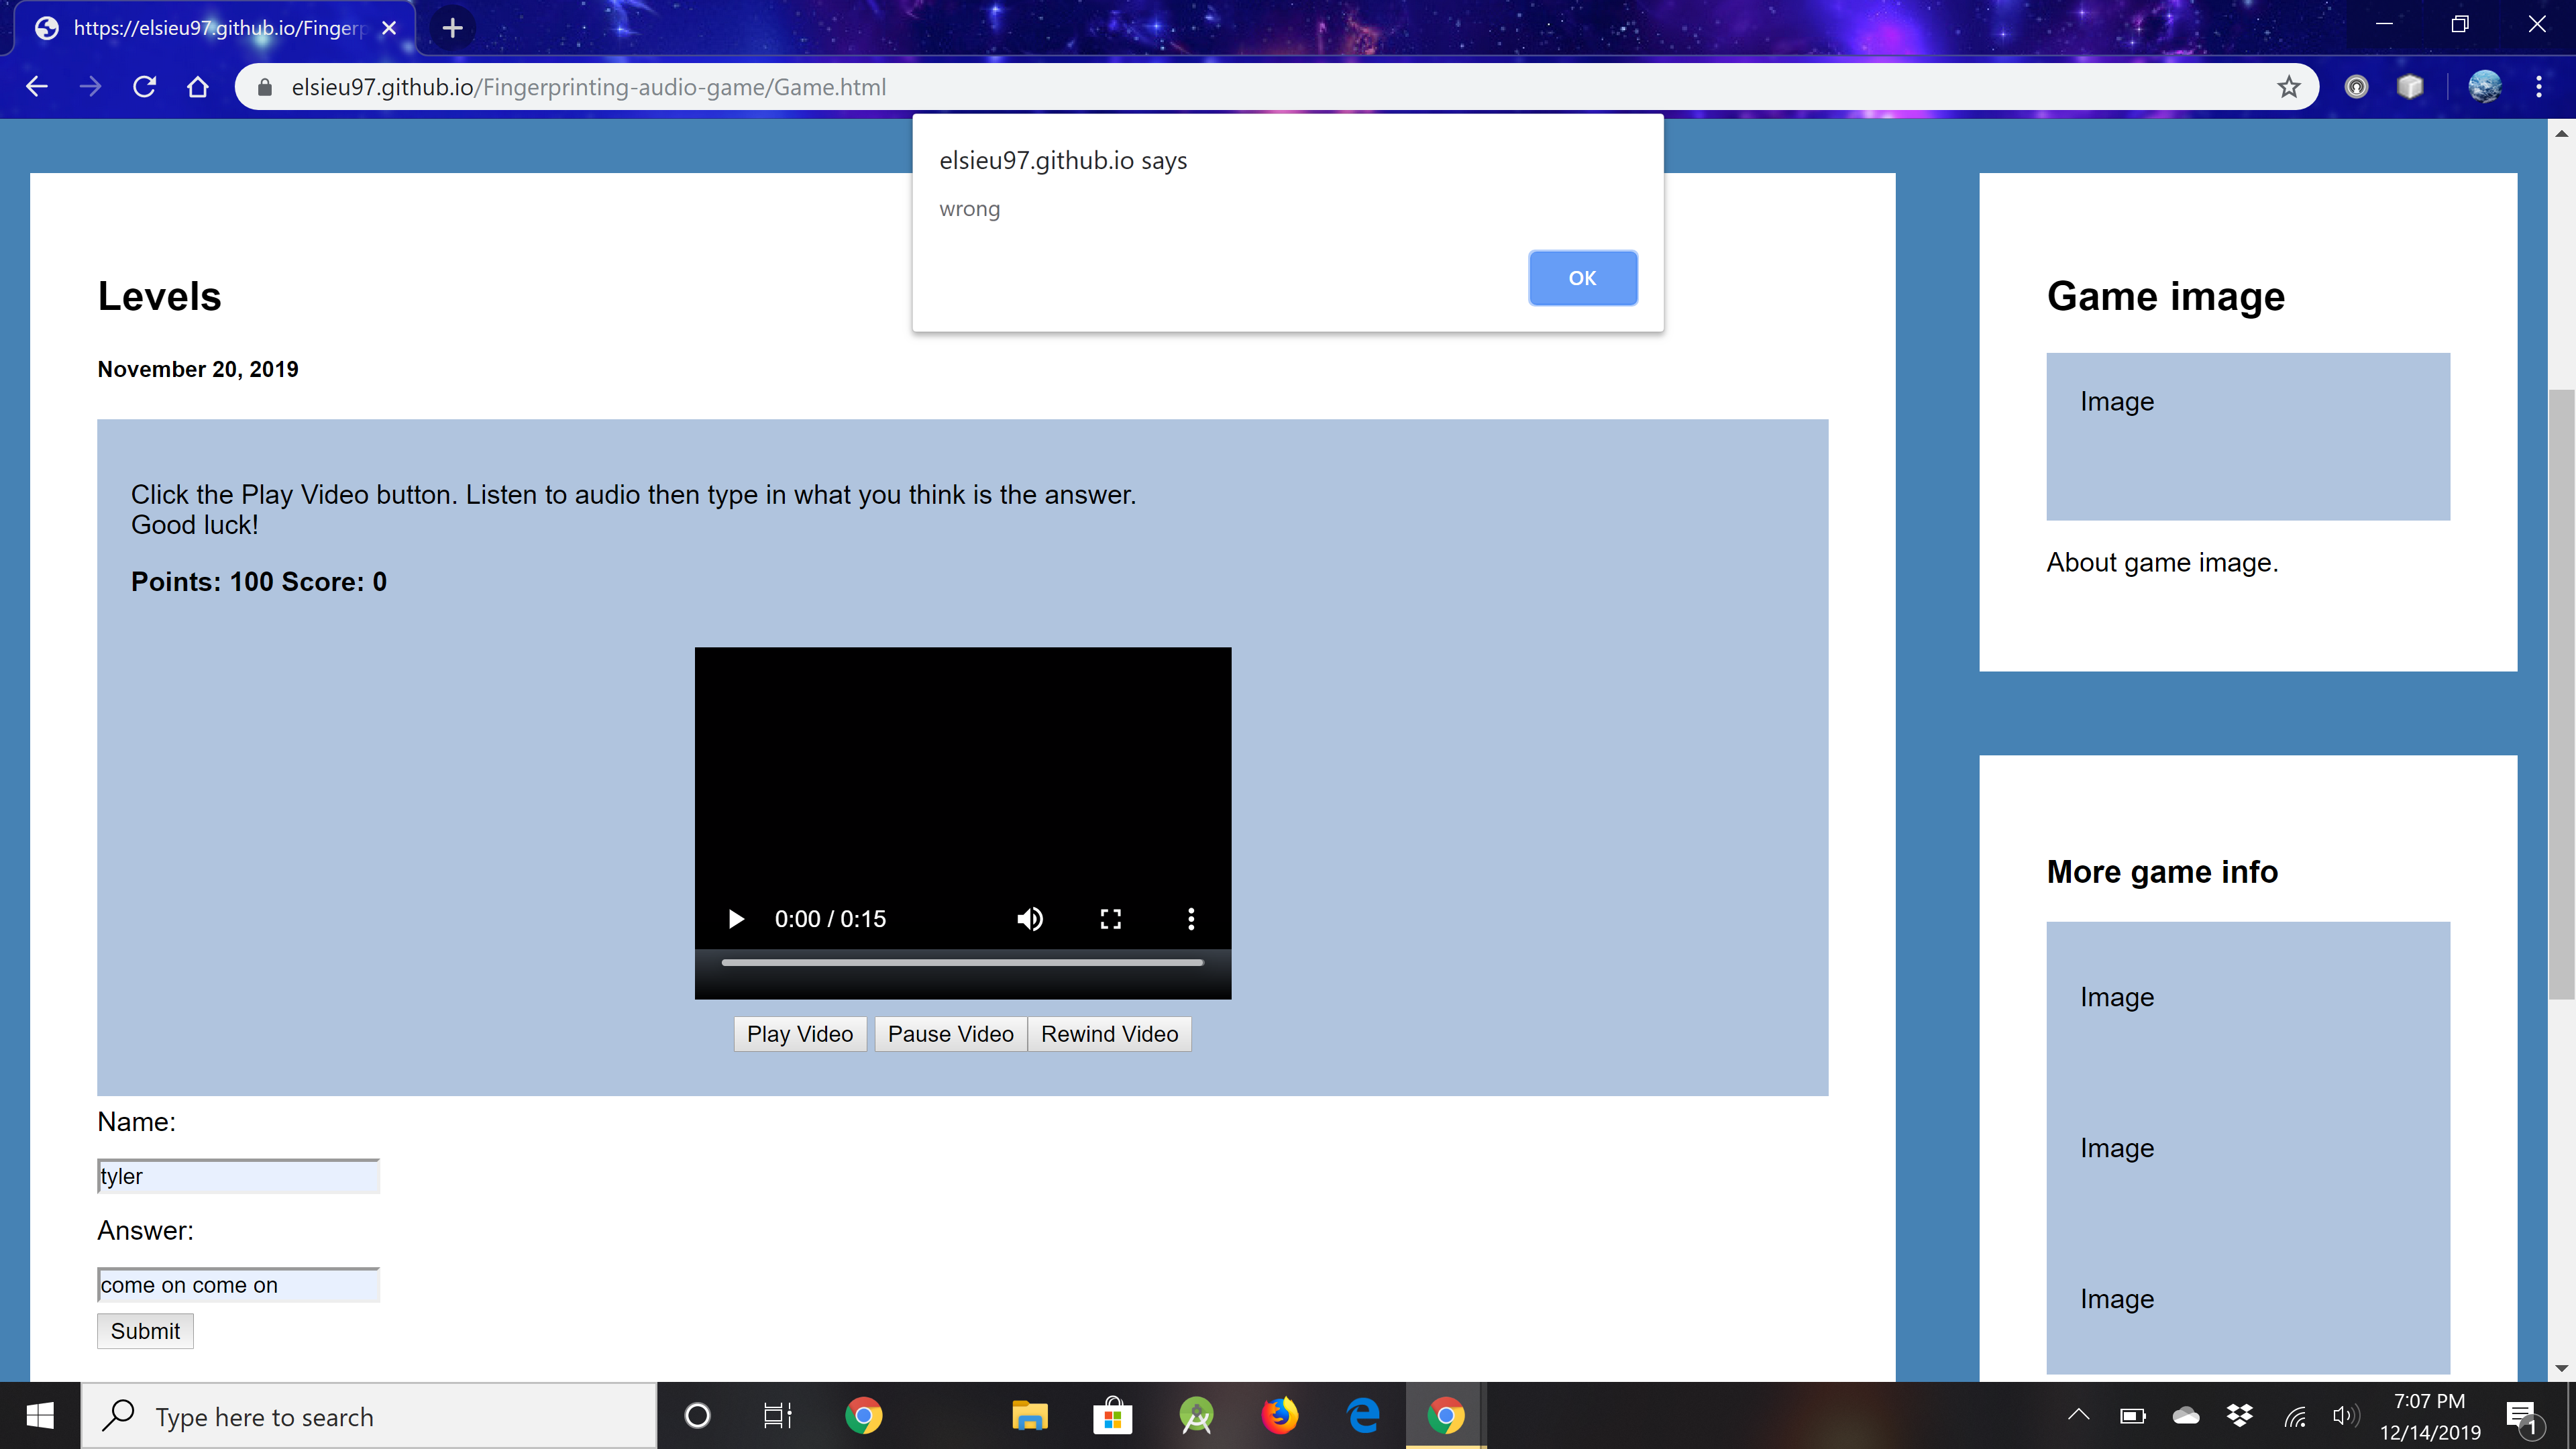 https://elsieu97.github.io/Fingerp
elsieu97.github.io/Fingerprinting-audio-game/Game.html
elsieu97.github.io says
wrong
OK
Levels
November 20, 2019
Click the Play Video button. Listen to audio then type in what you think is the answer.
Good luck!
Points: 100 Score: 0
0:00 / 0:15
Play Video Pause Video Rewind Video
Name:
tyler
Answer:
come on come on
Submit
Game image
Image
About game image.
More game info
Image
Image
Image
Type here to search
7:07 PM
12/14/2019
1